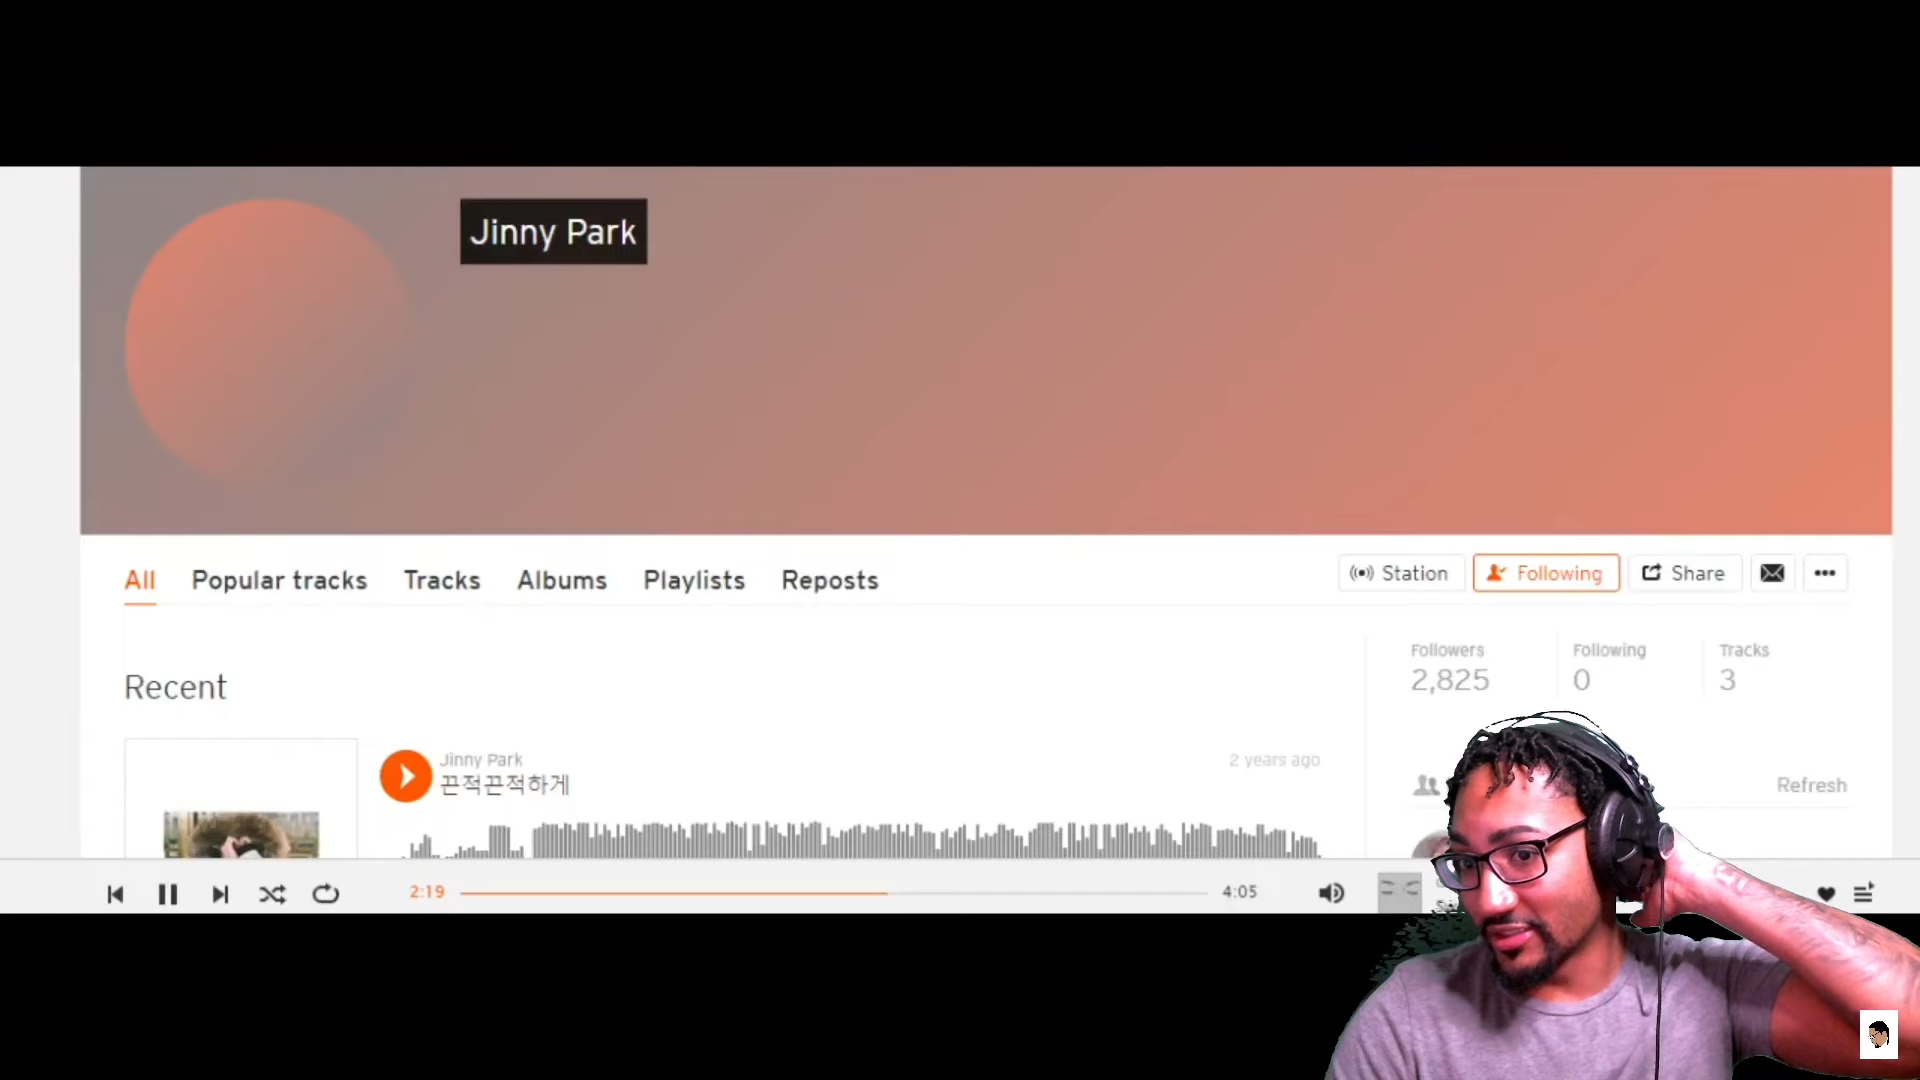 Jinny Park
All Popular tracks Tracks Albums Playlists Reposts
Station Following Share
Followers Following Tracks
2,825 0 3
Recent
Jinny Park 2 years ago
끈적끈적하게
Refresh
2:19 4:05